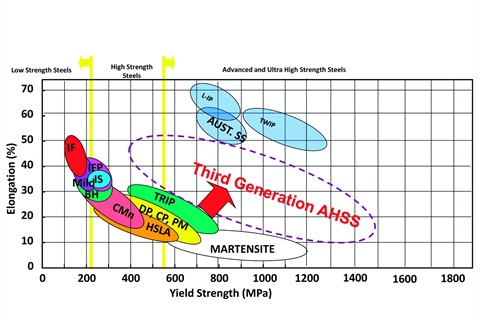 Low Strength Steels
High Strength
Steels
Advanced and Ultra High Strength Steels
70
60
50
40
30
20
10
0
Elongation (%)
L-IP
AUST. SS
TWIP
IF
IFP
Mild
IS
BH
CMn
TRIP
DP, CP, PM
HSLA
Third Generation AHSS
MARTENSITE
0 200 400 600 800 1000 1200 1400 1600 1800
Yield Strength (MPa)